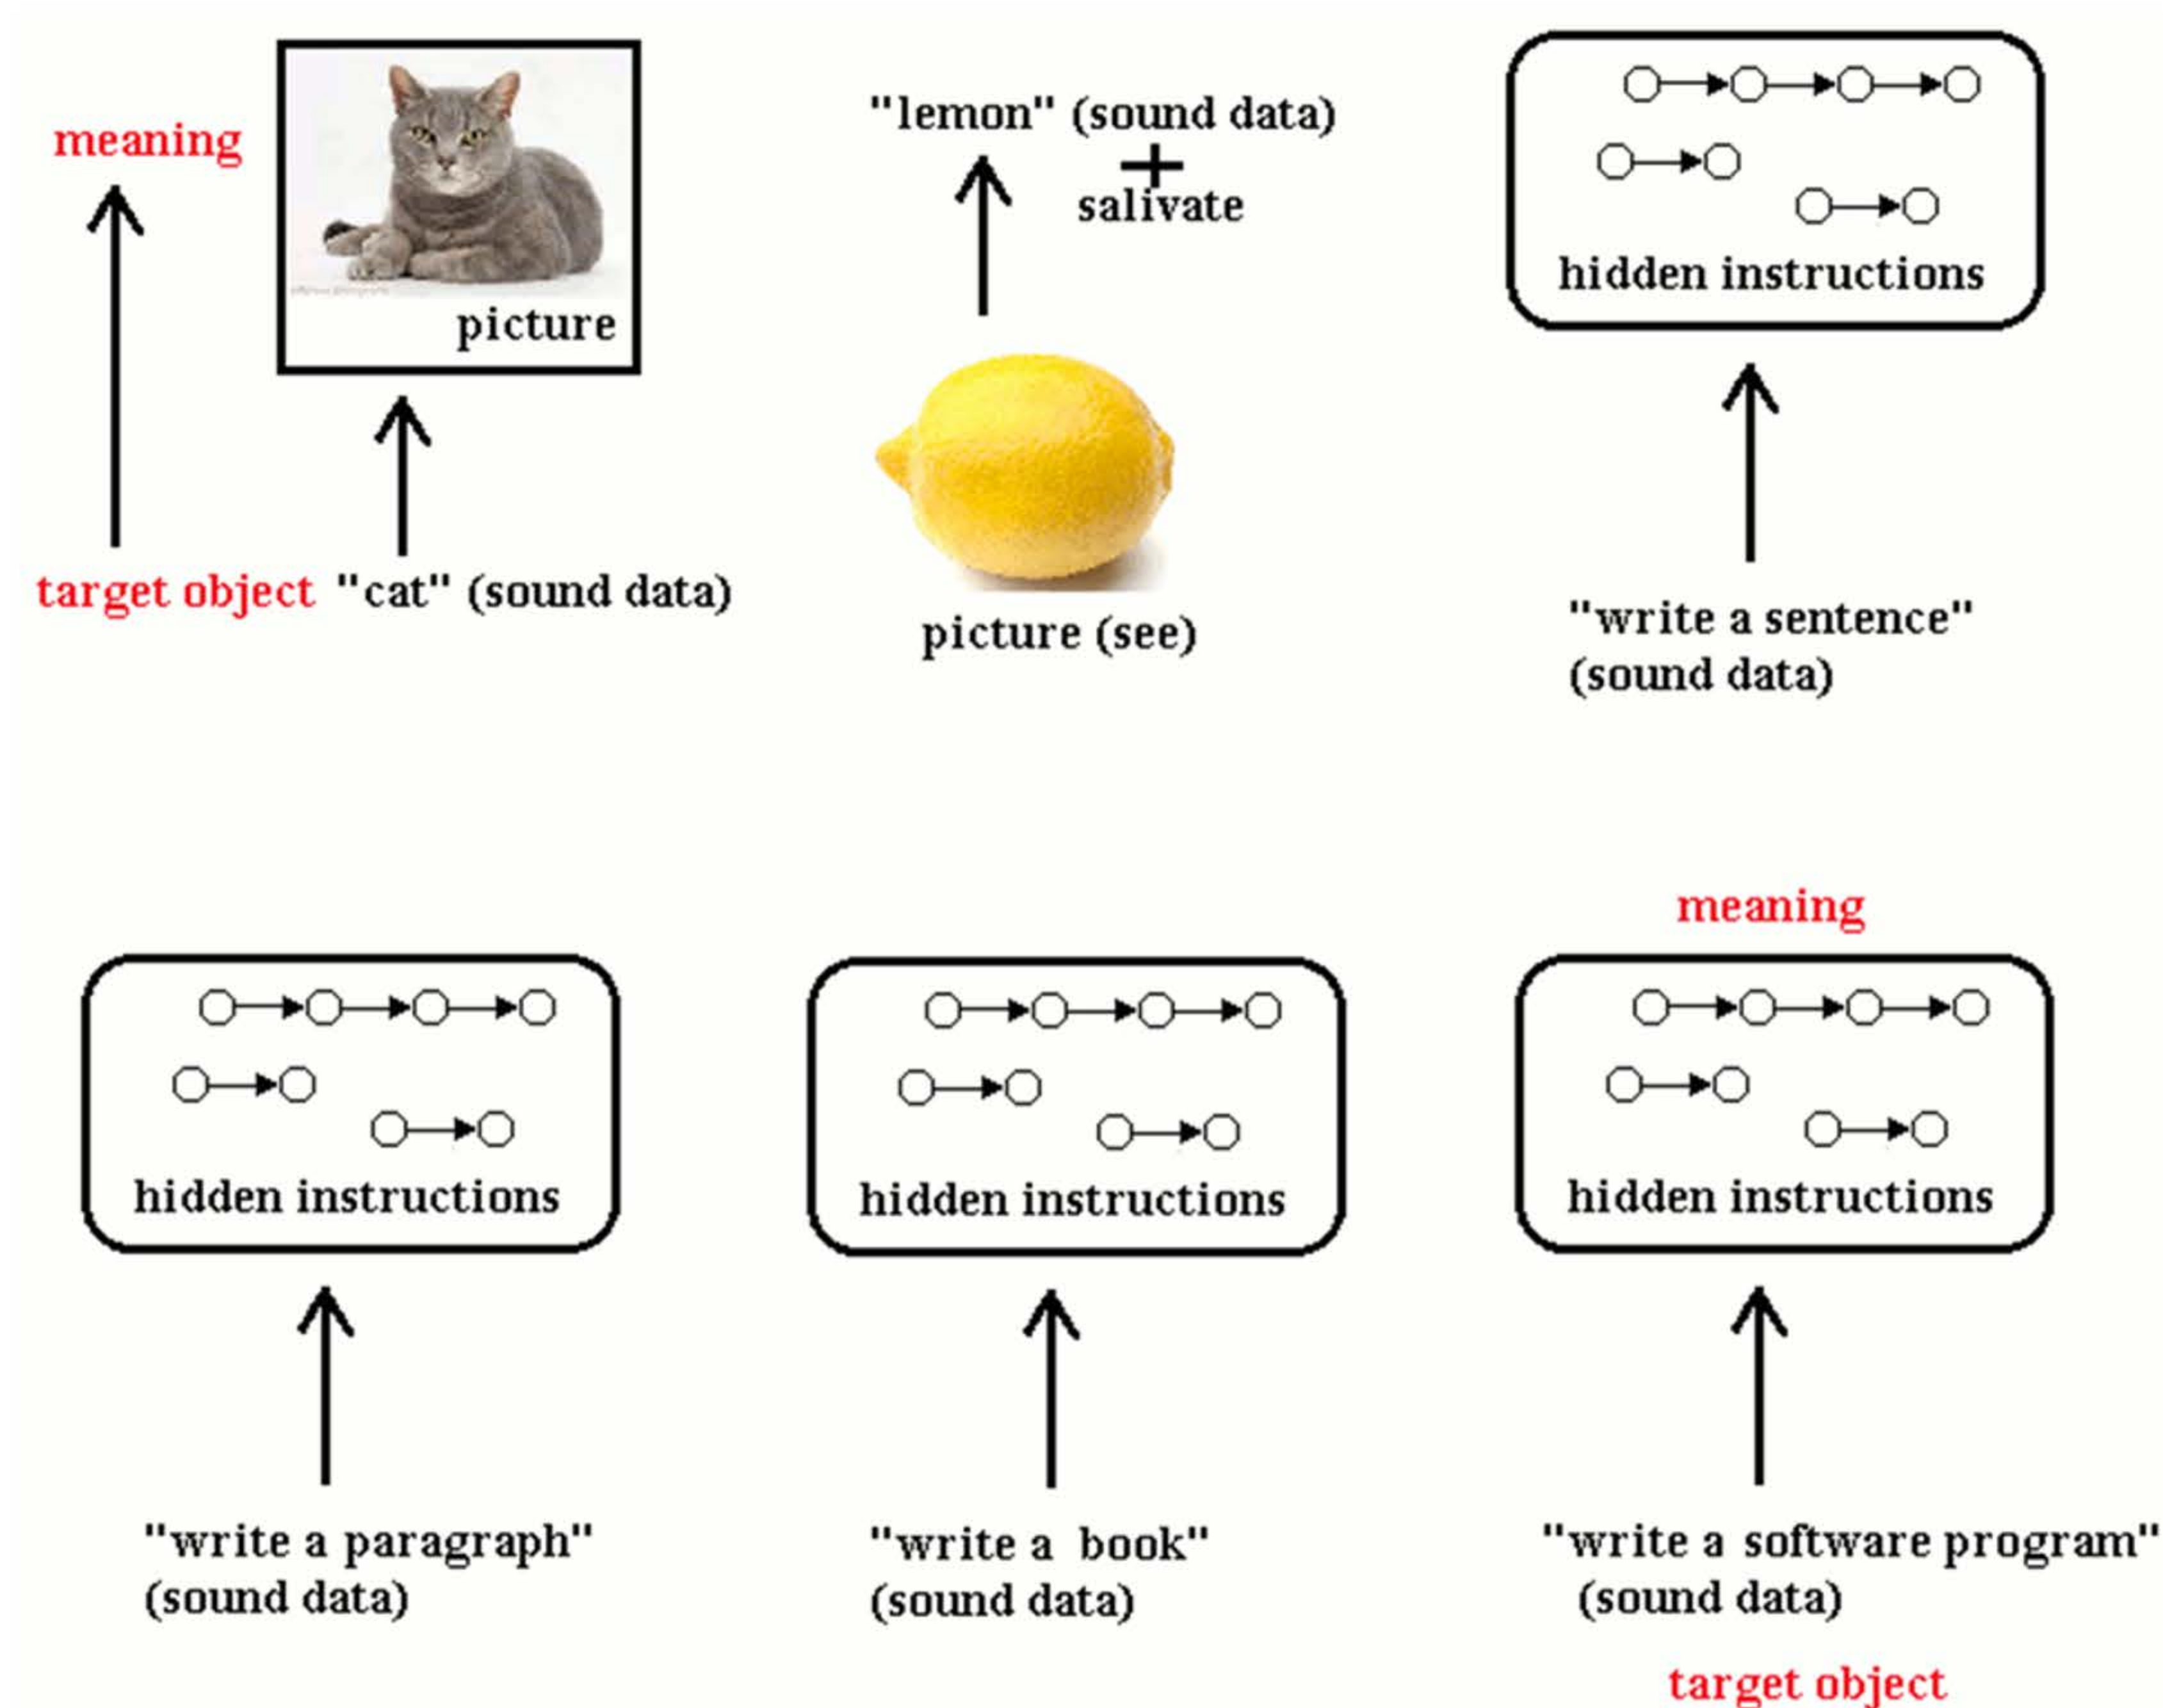 meaning
picture
target object "cat" (sound data)
"lemon" (sound data)
salivate
picture (see)
hidden instructions
"write a sentence"
(sound data)
hidden instructions
"write a paragraph"
(sound data)
hidden instructions
"write a  book"
(sound data)
meaning
hidden instructions
"write a software program"
(sound data)
target object